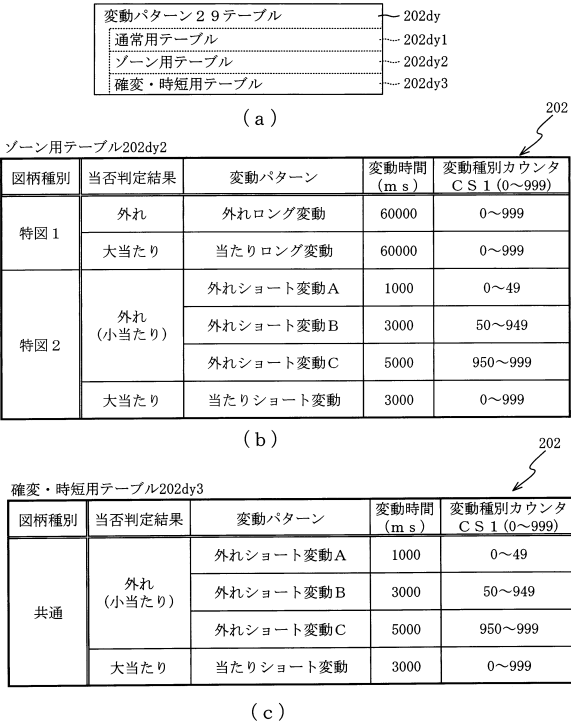 変動パターン２９テーブル 202dy
通常用テーブル 202dy1
ゾーン用テーブル 202dy2
確変・時短用テーブル 202dy3
(a)
202
ゾーン用テーブル202dy2
図柄種別 当否判定結果 変動パターン 変動時間(ms) 変動種別カウンタCS1(0～999)
特図１ 外れ 外れロング変動 60000 0～999
大当たり 当たりロング変動 60000 0～999
特図２ 外れ(小当たり) 外れショート変動A 1000 0～49
外れショート変動B 3000 50～949
外れショート変動C 5000 950～999
大当たり 当たりショート変動 3000 0～999
(b)
202
確変・時短用テーブル202dy3
図柄種別 当否判定結果 変動パターン 変動時間(ms) 変動種別カウンタCS1(0～999)
共通 外れ(小当たり) 外れショート変動A 1000 0～49
外れショート変動B 3000 50～949
外れショート変動C 5000 950～999
大当たり 当たりショート変動 3000 0～999
(c)